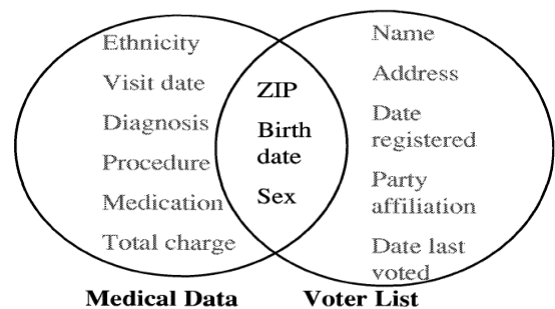 Ethnicity
Visit date
Diagnosis
Procedure
Medication
Total charge
ZIP
Birth
date
Sex
Name
Address
Date
registered
Party
affiliation
Date last
voted
Medical Data
Voter List